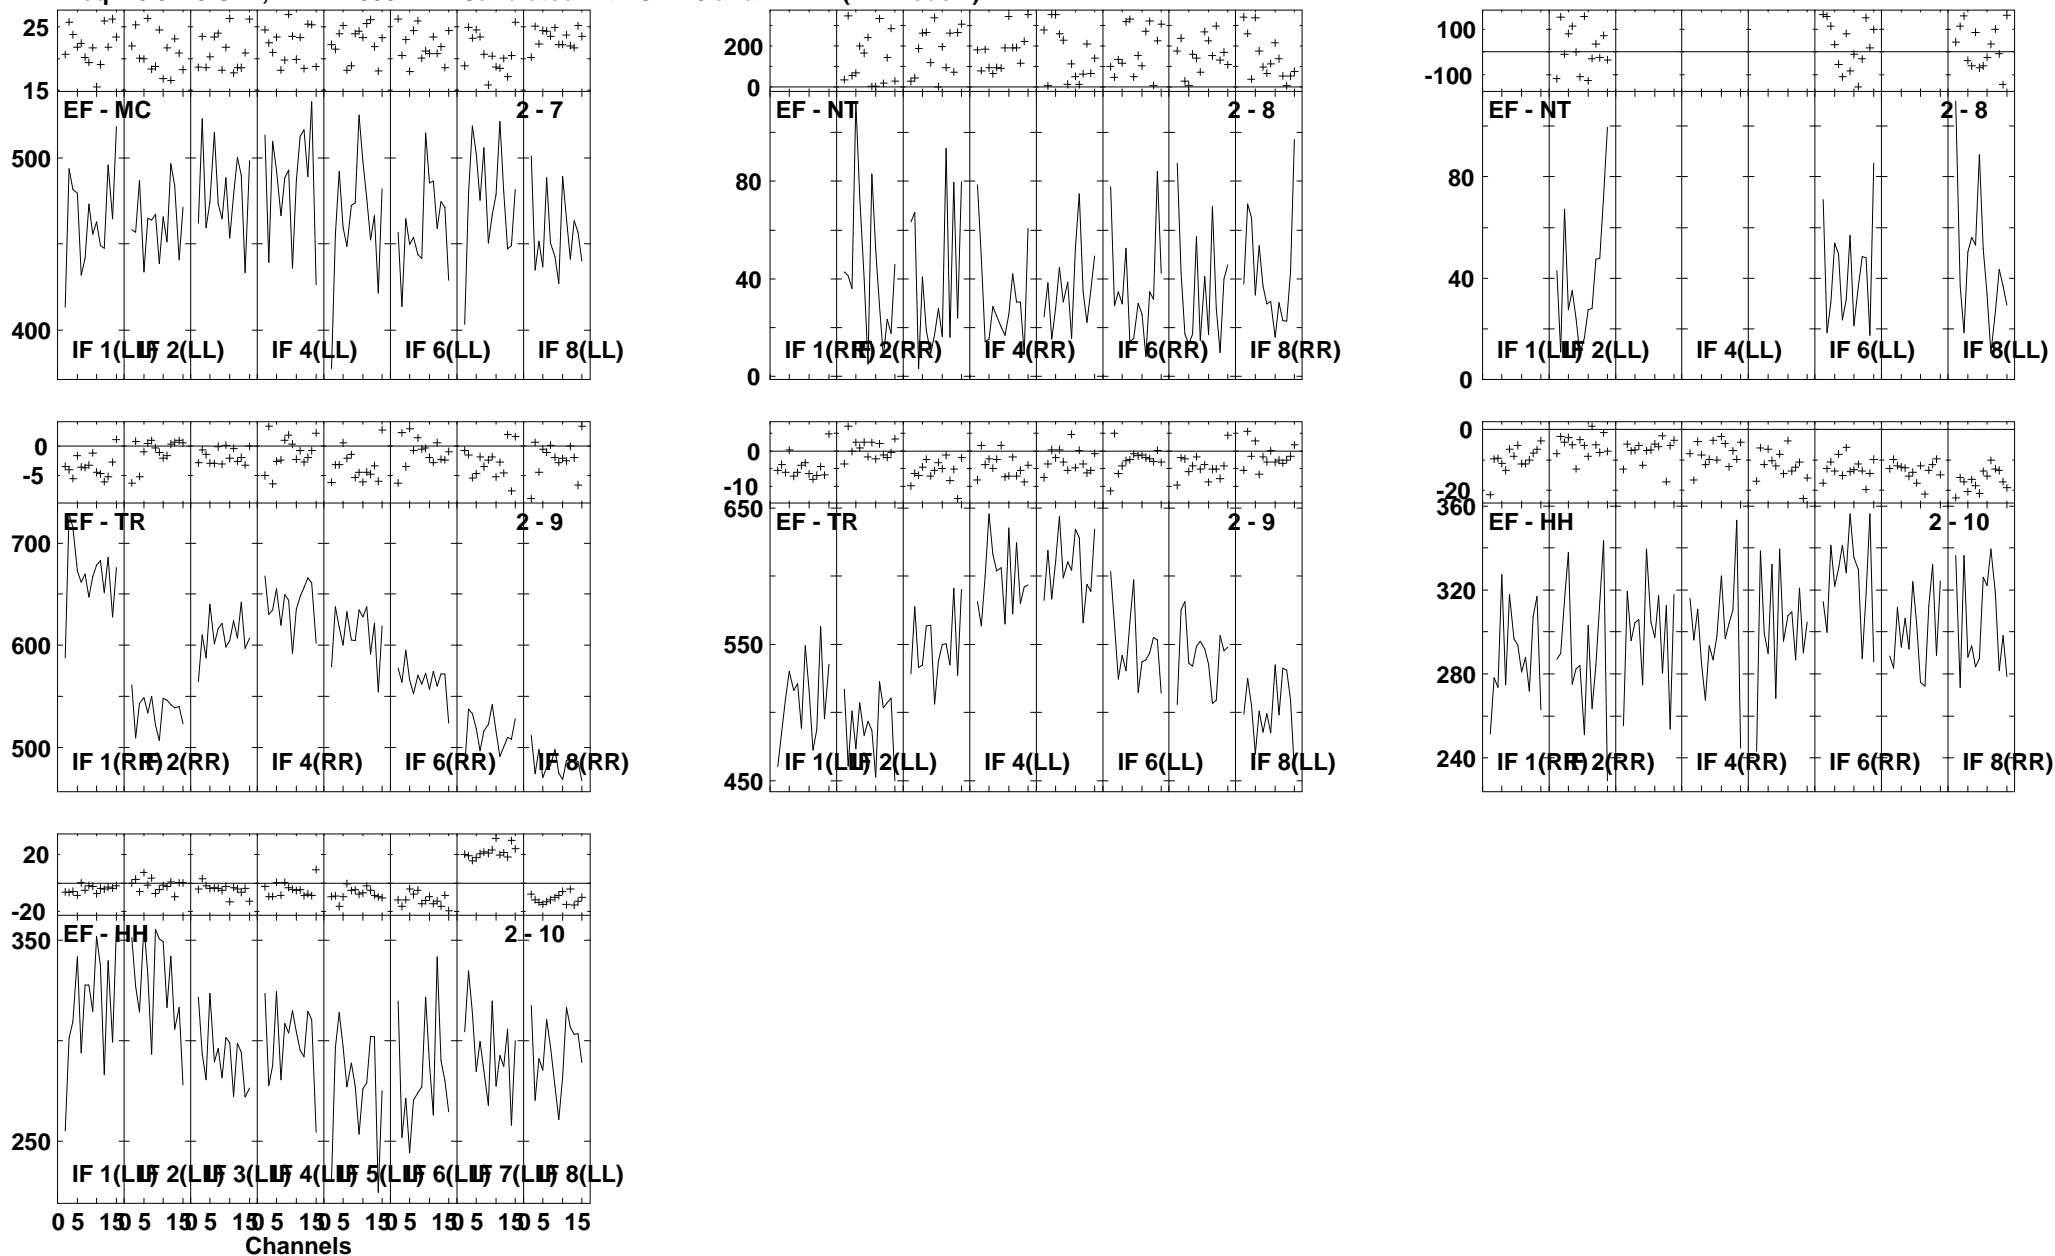 25
15
EF - MC 2 - 7
500
400
IF 1(LL) IF 2(LL) IF 4(LL) IF 6(LL) IF 8(LL)
200
0
EF - NT 2 - 8
80
40
0
IF 1(RR) IF 2(RR) IF 4(RR) IF 6(RR) IF 8(RR)
100
-100
EF - NT 2 - 8
80
40
0
IF 1(LL) IF 2(LL) IF 4(LL) IF 6(LL) IF 8(LL)
0
-5
EF - TR 2 - 9
700
600
500
IF 1(RR) IF 2(RR) IF 4(RR) IF 6(RR) IF 8(RR)
0
-10
650
EF - TR 2 - 9
550
450
IF 1(LL) IF 2(LL) IF 4(LL) IF 6(LL) IF 8(LL)
0
-20
360
EF - HH 2 - 10
320
280
240
IF 1(RR) IF 2(RR) IF 4(RR) IF 6(RR) IF 8(RR)
20
-20
EF - HH 2 - 10
350
250
IF 1(LL) IF 2(LL) IF 3(LL) IF 4(LL) IF 5(LL) IF 6(LL) IF 7(LL) IF 8(LL)
0 5 15 0 5 15 0 5 15 0 5 15 0 5 15 0 5 15 0 5 15 0 5 15
Channels